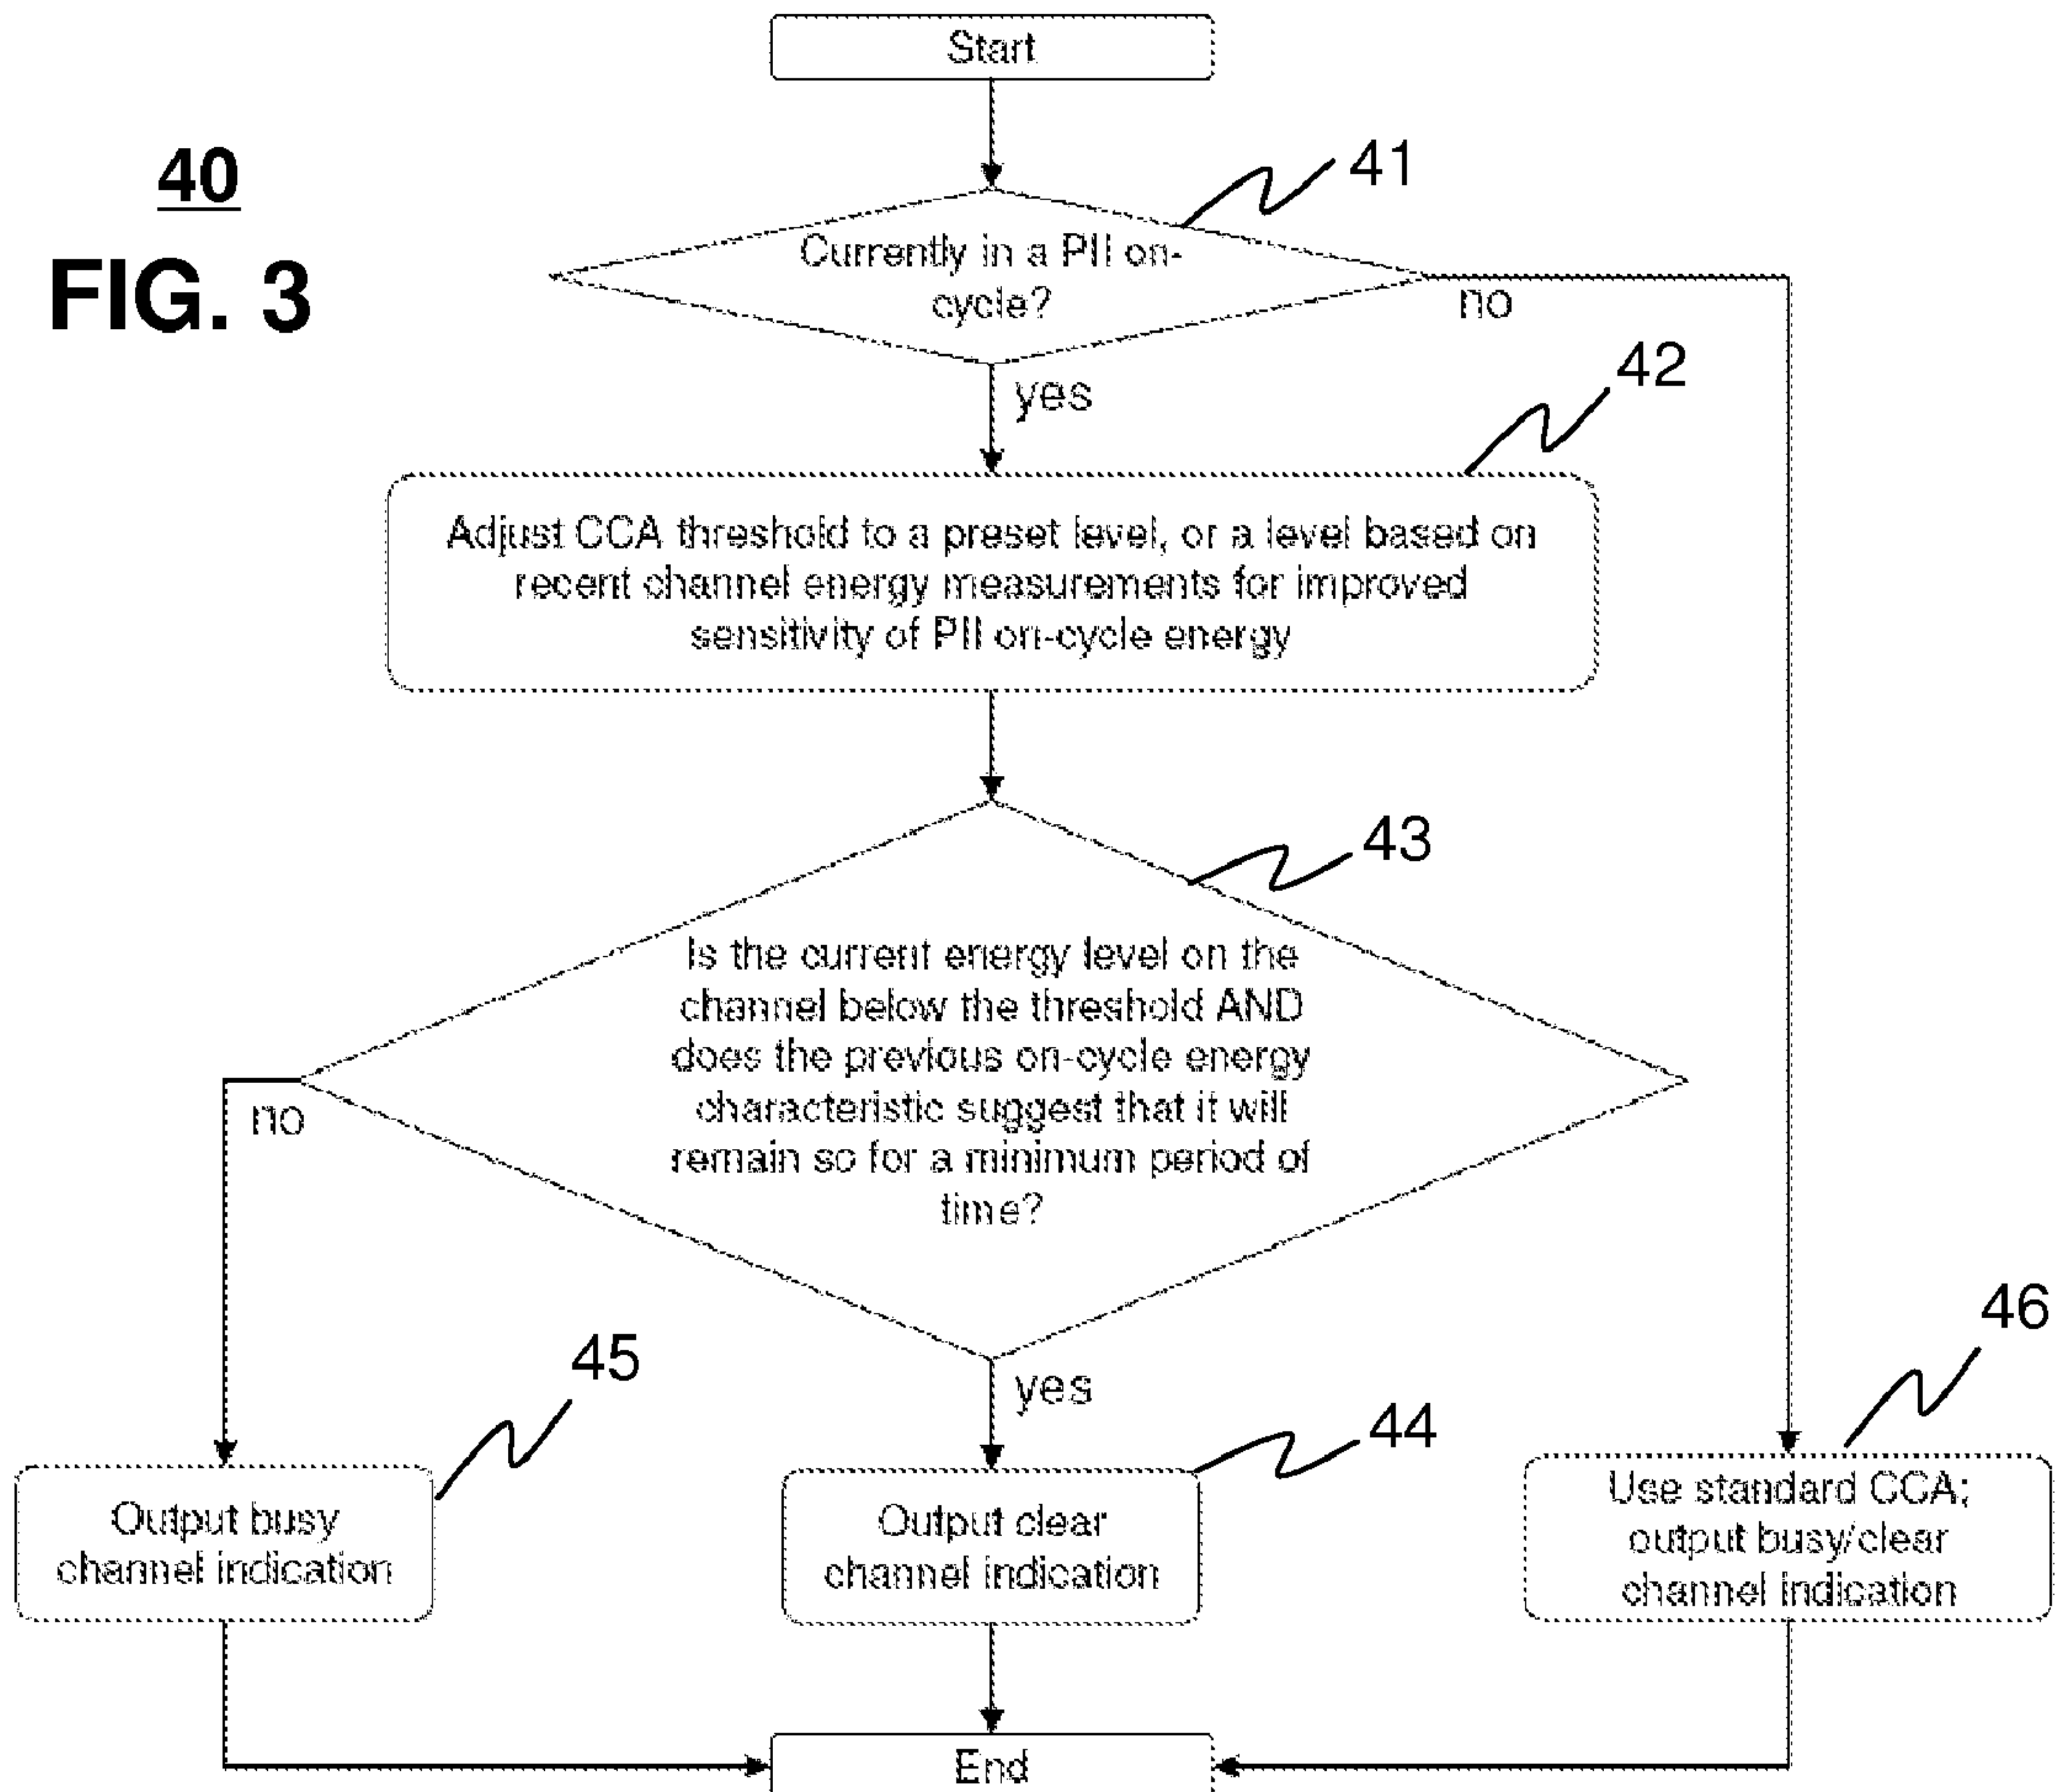 Start
40
FIG. 3
41
Currently in a PII on-
cycle?
no
yes
42
Adjust CCA threshold to a preset level, or a level based on
recent channel energy measurements for improved
sensitivity of PII on-cycle energy
43
Is the current energy level on the
channel below the threshold AND
does the previous on-cycle energy
characteristic suggest that it will
remain so for a minimum period of
time?
no
yes
45
44
46
Output busy
channel indication
Output clear
channel indication
Use standard CCA;
output busy/clear
channel indication
End